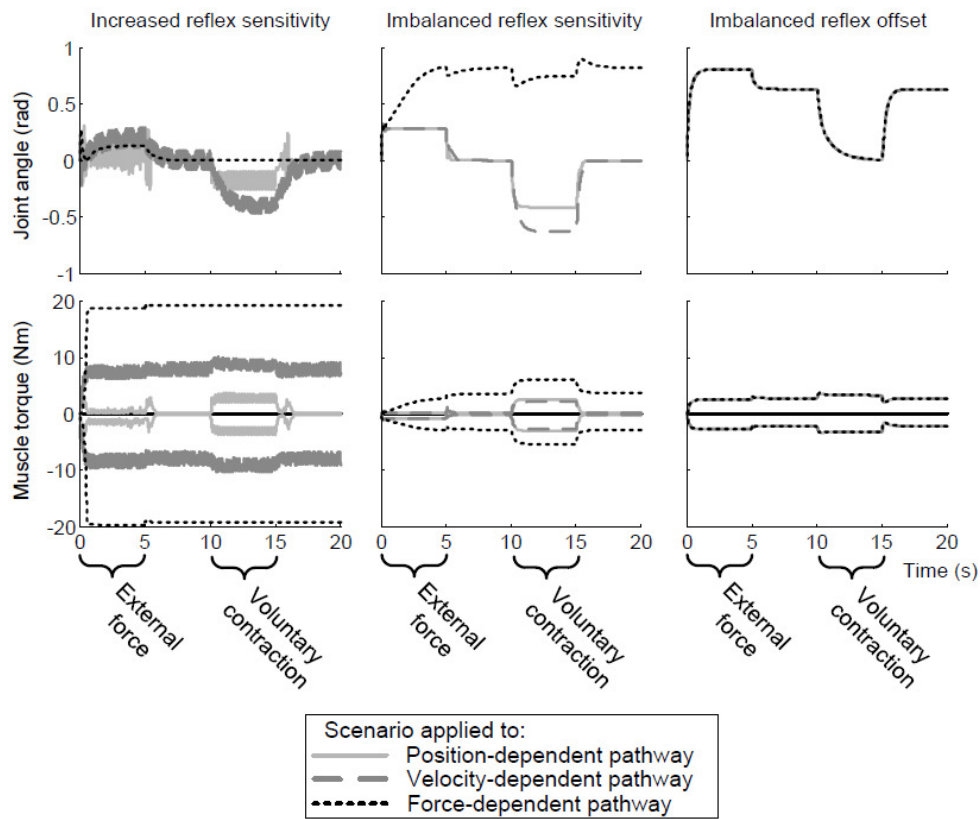 Increased reflex sensitivity
Imbalanced reflex sensitivity
Imbalanced reflex offset
Joint angle (rad)
1
0.5
0
-0.5
-1
Muscle torque (Nm)
20
10
0
-10
-20
0 5 10 15 20
0 5 10 15 20
0 5 10 15 20
Time (s)
External
force
Voluntary
contraction
External
force
Voluntary
contraction
External
force
Voluntary
contraction
Scenario applied to:
Position-dependent pathway
Velocity-dependent pathway
Force-dependent pathway